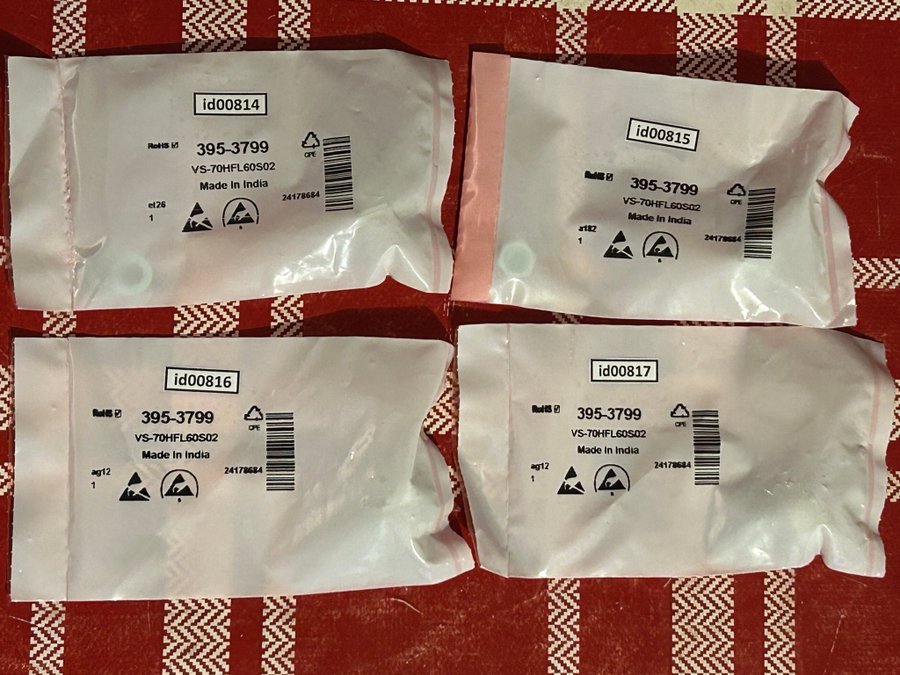 id00814
RoHS
395-3799
CPE
VS-70HFL60S02
Made In India
24178684
et26
1
id00815
RoHS
395-3799
CPE
VS-70HFL60S02
Made In India
a182
1
24178684
id00816
RoHS
395-3799
CPE
VS-70HFL60S02
Made In India
ag12
1
24178684
id00817
RoHS
395-3799
CPE
VS-70HFL60S02
Made In India
ag12
1
24178684